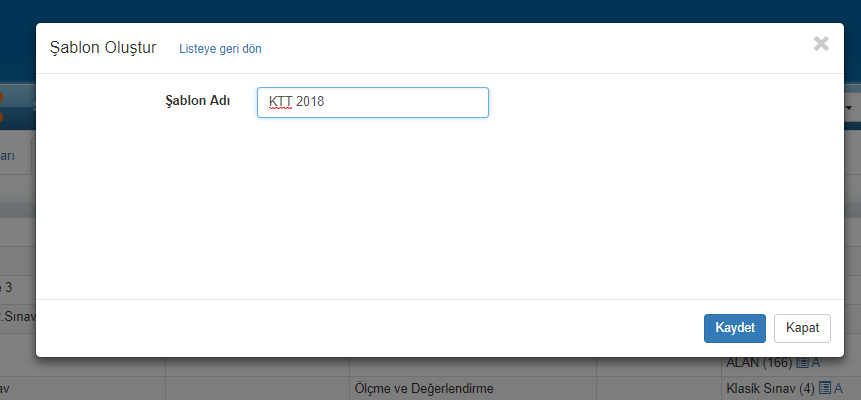 Şablon Oluştur Listeye geri dön
Şablon Adı KTT 2018
arı
3
.Sınav
Kaydet Kapat
ALAN (166) A
av Ölçme ve Değerlendirme Klasik Sınav (4) A